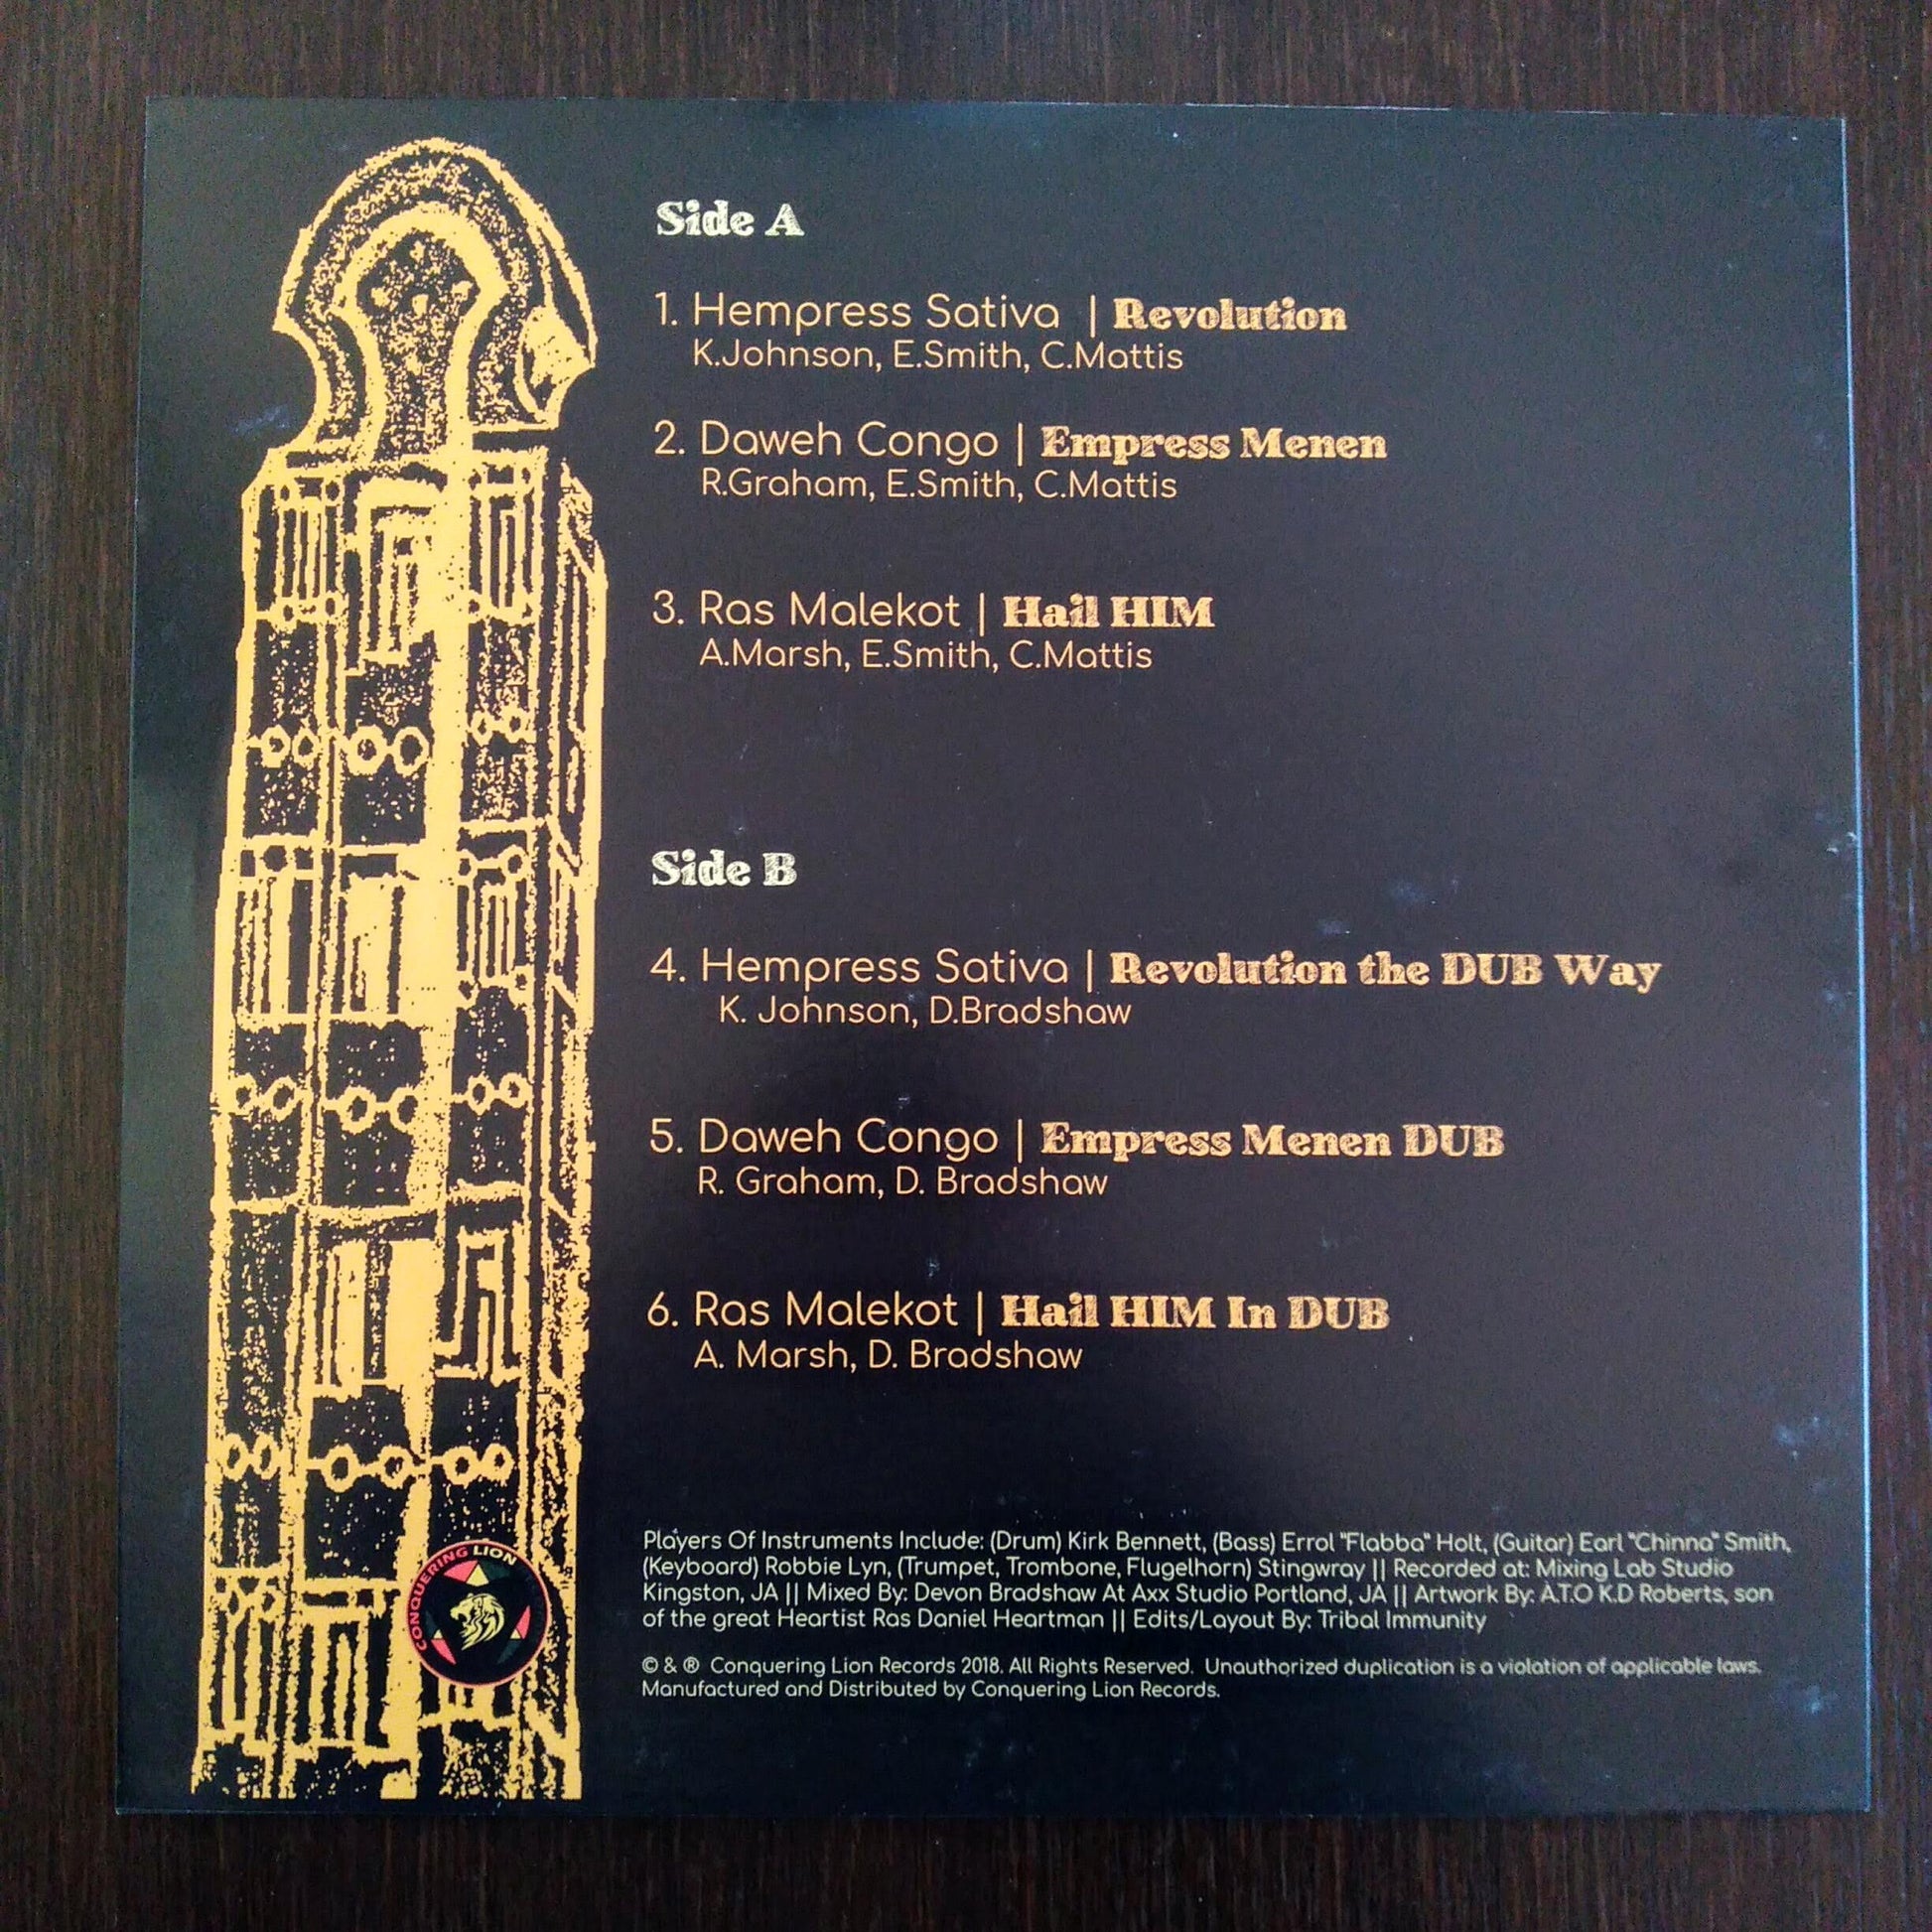 Side A
1. Hempress Sativa | Revolution
K.Johnson, E.Smith, C.Mattis
2. Daweh Congo | Empress Menen
R.Graham, E.Smith, C.Mattis
3. Ras Malekot | Hail HIM
A.Marsh, E.Smith, C.Mattis
Side B
4. Hempress Sativa | Revolution the DUB Way
K. Johnson, D.Bradshaw
5. Daweh Congo | Empress Menen DUB
R. Graham, D. Bradshaw
6. Ras Malekot | Hail HIM In DUB
A. Marsh, D. Bradshaw
Players Of Instruments Include: (Drum) Kirk Bennett, (Bass) Errol "Flabba" Holt, (Guitar) Earl "Chinna" Smith,
(Keyboard) Robbie Lyn, (Trumpet, Trombone, Flugelhorn) Stingwray || Recorded at: Mixing Lab Studio
Kingston, JA || Mixed By: Devon Bradshaw At Axx Studio Portland, JA || Artwork By: A.T.O K.D Roberts, son
of the great Heartist Ras Daniel Heartman || Edits/Layout By: Tribal Immunity
© & ® Conquering Lion Records 2018. All Rights Reserved. Unauthorized duplication is a violation of applicable laws.
Manufactured and Distributed by Conquering Lion Records.
CONQUERING LION